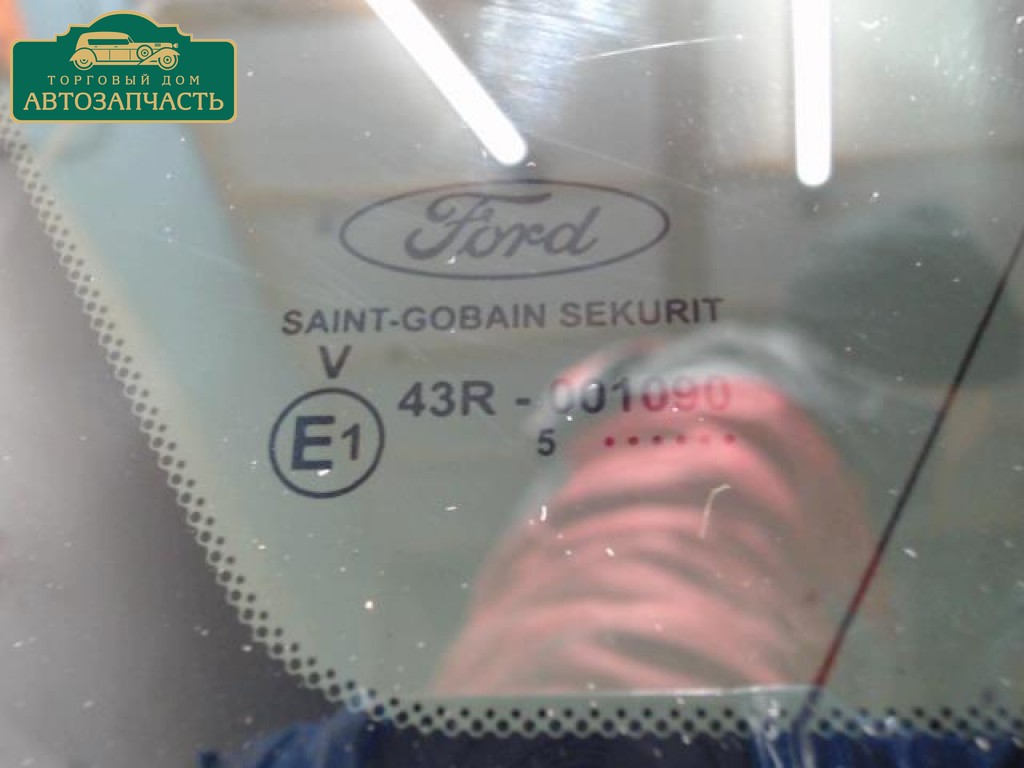 ТОРГОВЫЙ ДОМ
АВТОЗАПЧАСТЬ
Ford
SAINT-GOBAIN SEKURIT
V
E1 43R - 001090
5 ••••••